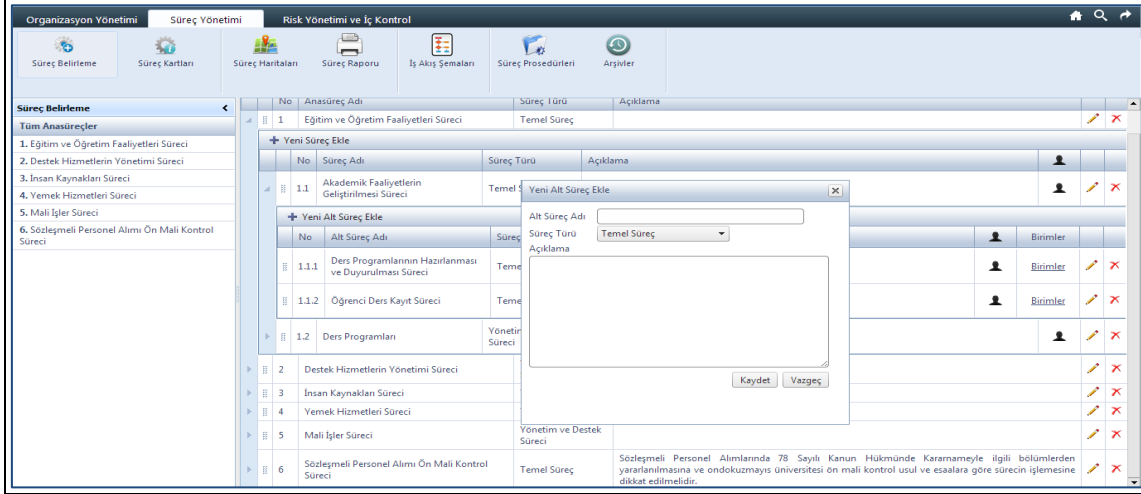 Organizasyon Yönetimi Süreç Yönetimi Risk Yönetimi ve İç Kontrol
Süreç Belirleme Süreç Kartları Süreç Haritaları Süreç Raporu İş Akış Şemaları Süreç Prosedürleri Arşivler
Süreç Belirleme
Tüm Anasüreçler
1. Eğitim ve Öğretim Faaliyetleri Süreci
2. Destek Hizmetlerin Yönetimi Süreci
3. İnsan Kaynakları Süreci
4. Yemek Hizmetleri Süreci
5. Mali İşler Süreci
6. Sözleşmeli Personel Alımı Ön Mali Kontrol
Süreci
No Anasüreç Adı Süreç Türü Açıklama
1 Eğitim ve Öğretim Faaliyetleri Süreci Temel Süreç
Yeni Süreç Ekle
No Süreç Adı Süreç Türü Açıklama
1.1 Akademik Faaliyetlerin
Geliştirilmesi Süreci
Temel S
Yeni Alt Süreç Ekle
No Alt Süreç Adı Süreç Birimler
1.1.1 Ders Programlarının Hazırlanması
ve Duyurulması Süreci
Teme Birimler
1.1.2 Öğrenci Ders Kayıt Süreci Teme Birimler
1.2 Ders Programları Yönetim
Süreci
2 Destek Hizmetlerin Yönetimi Süreci
3 İnsan Kaynakları Süreci
4 Yemek Hizmetleri Süreci
5 Mali İşler Süreci Yönetim ve Destek
Süreci
6 Sözleşmeli Personel Alımı Ön Mali Kontrol
Süreci
Temel Süreç
Sözleşmeli Personel Alımlarında 78 Sayılı Kanun Hükmünde Kararnameyle ilgili bölümlerden
yararlanılmasına ve ondokuzmayıs üniversitesi ön mali kontrol usul ve esaalara göre sürecin işlemesine
dikkat edilmelidir.
Yeni Alt Süreç Ekle
Alt Süreç Adı
Süreç Türü Temel Süreç
Açıklama
Kaydet Vazgeç